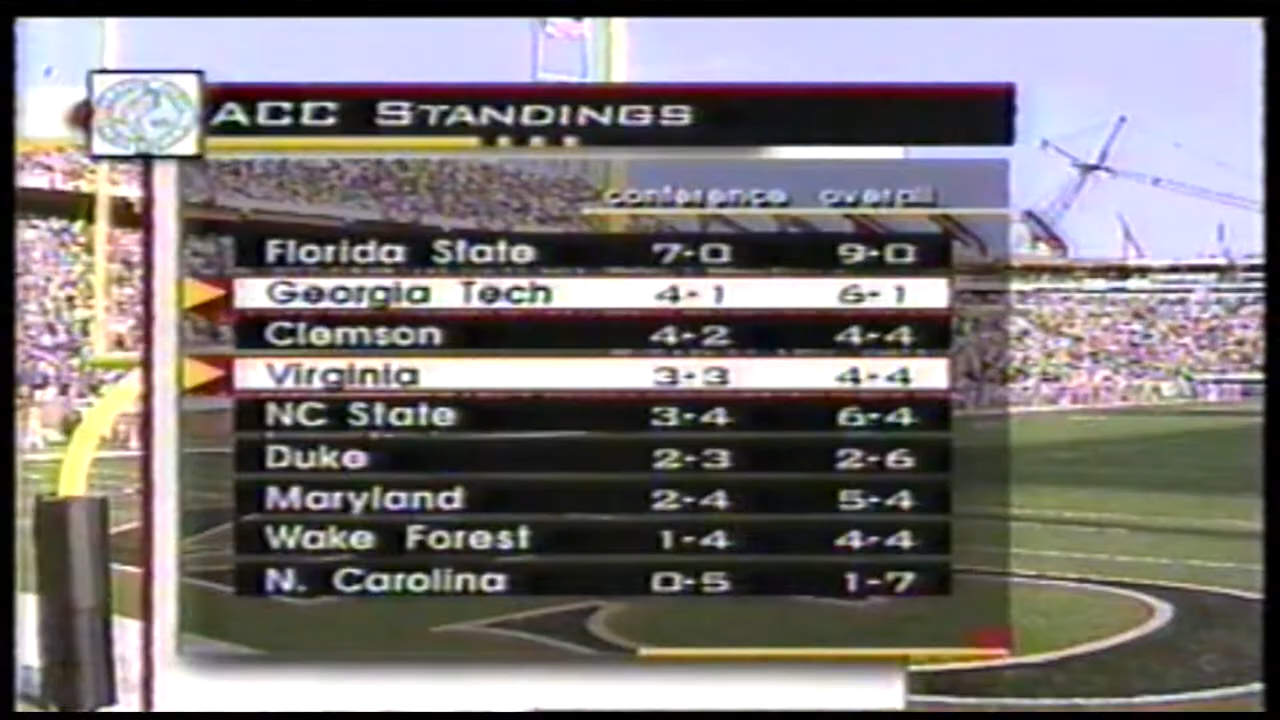 ACC STANDINGS
conference overall
Florida State 7-0 9-0
Georgia Tech 4-1 6-1
Clemson 4-2 4-4
Virginia 3-3 4-4
NC State 3-4 6-4
Duke 2-3 2-6
Maryland 2-4 5-4
Wake Forest 1-4 4-4
N. Carolina 0-5 1-7